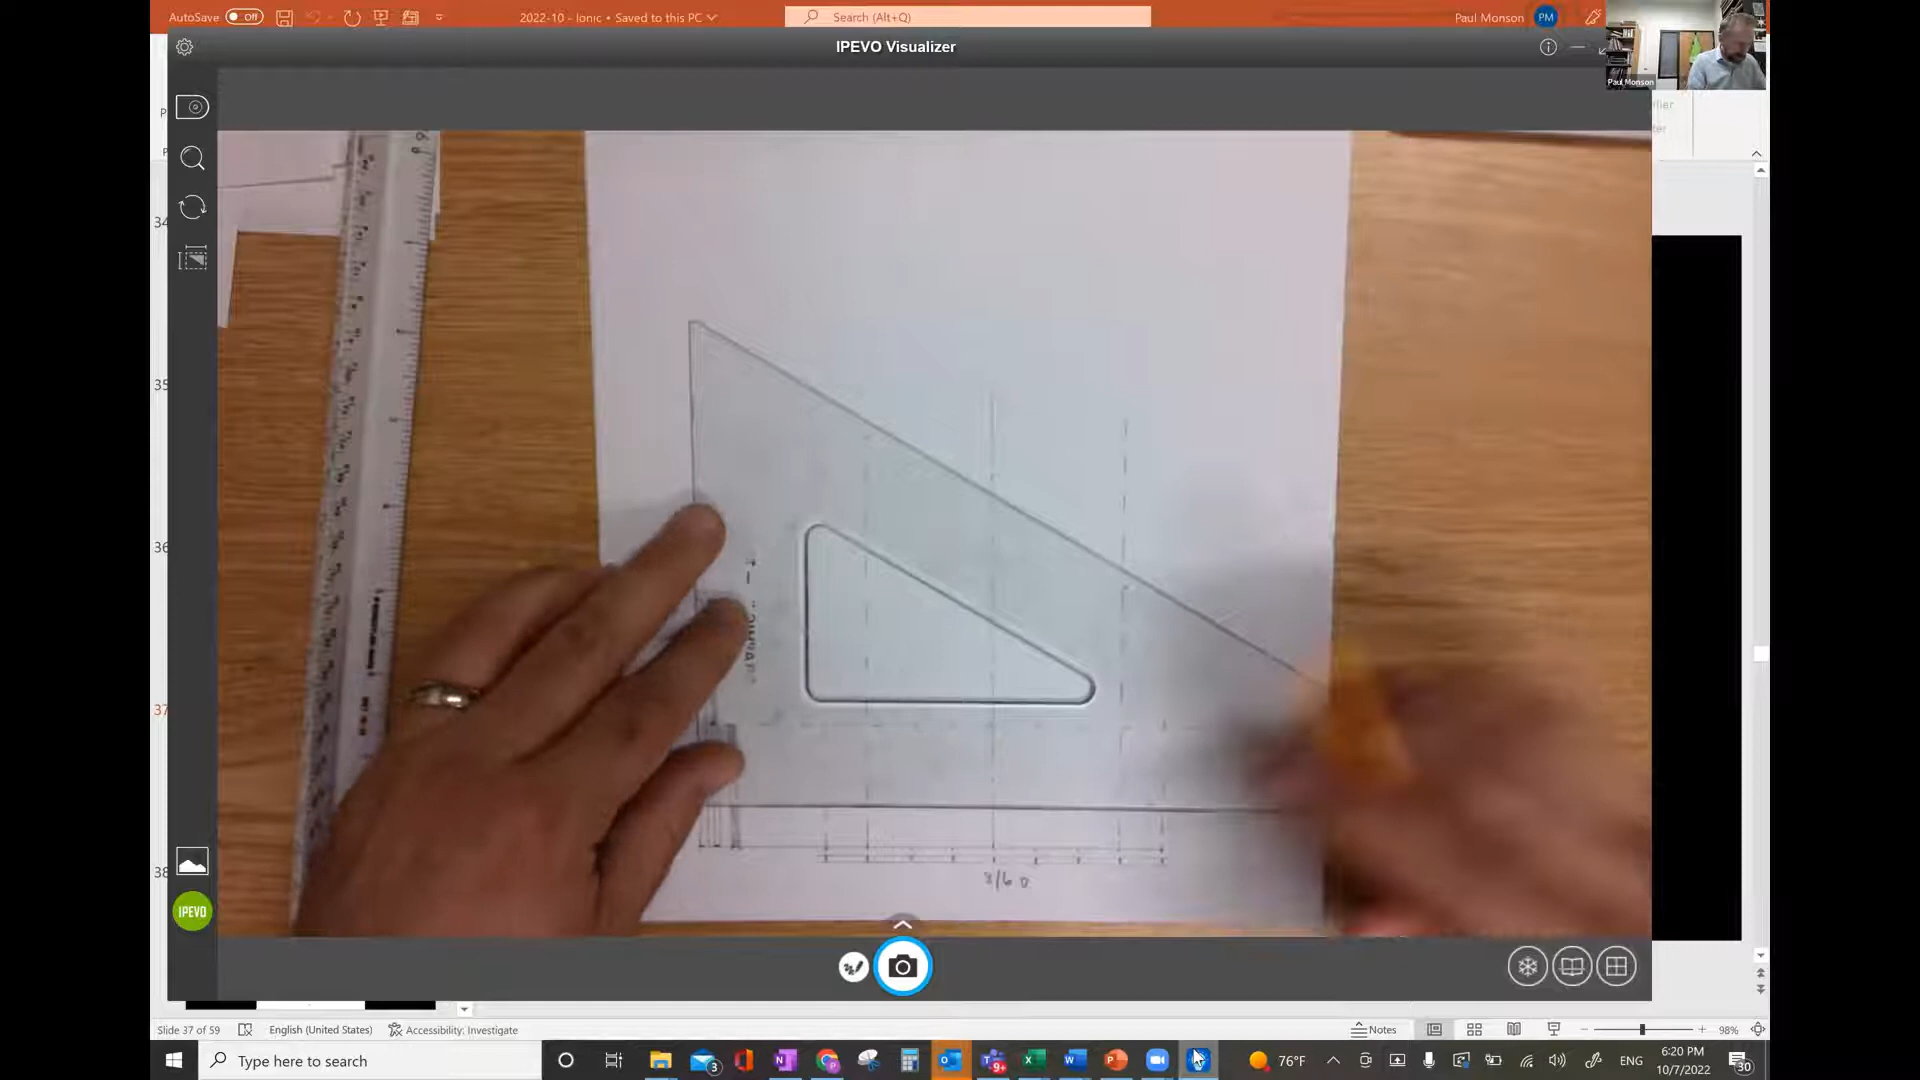 AutoSave Off
2022-10 - Ionic • Saved to this PC
Search (Alt+Q)
Paul Monson PM
IPEVO Visualizer
Paul Monson
34
35
36
37
38
IPEVO
Slide 37 of 59
English (United States)
Accessibility: Investigate
Notes
98%
Type here to search
3
9+
76°F
ENG
6:20 PM
10/7/2022
30